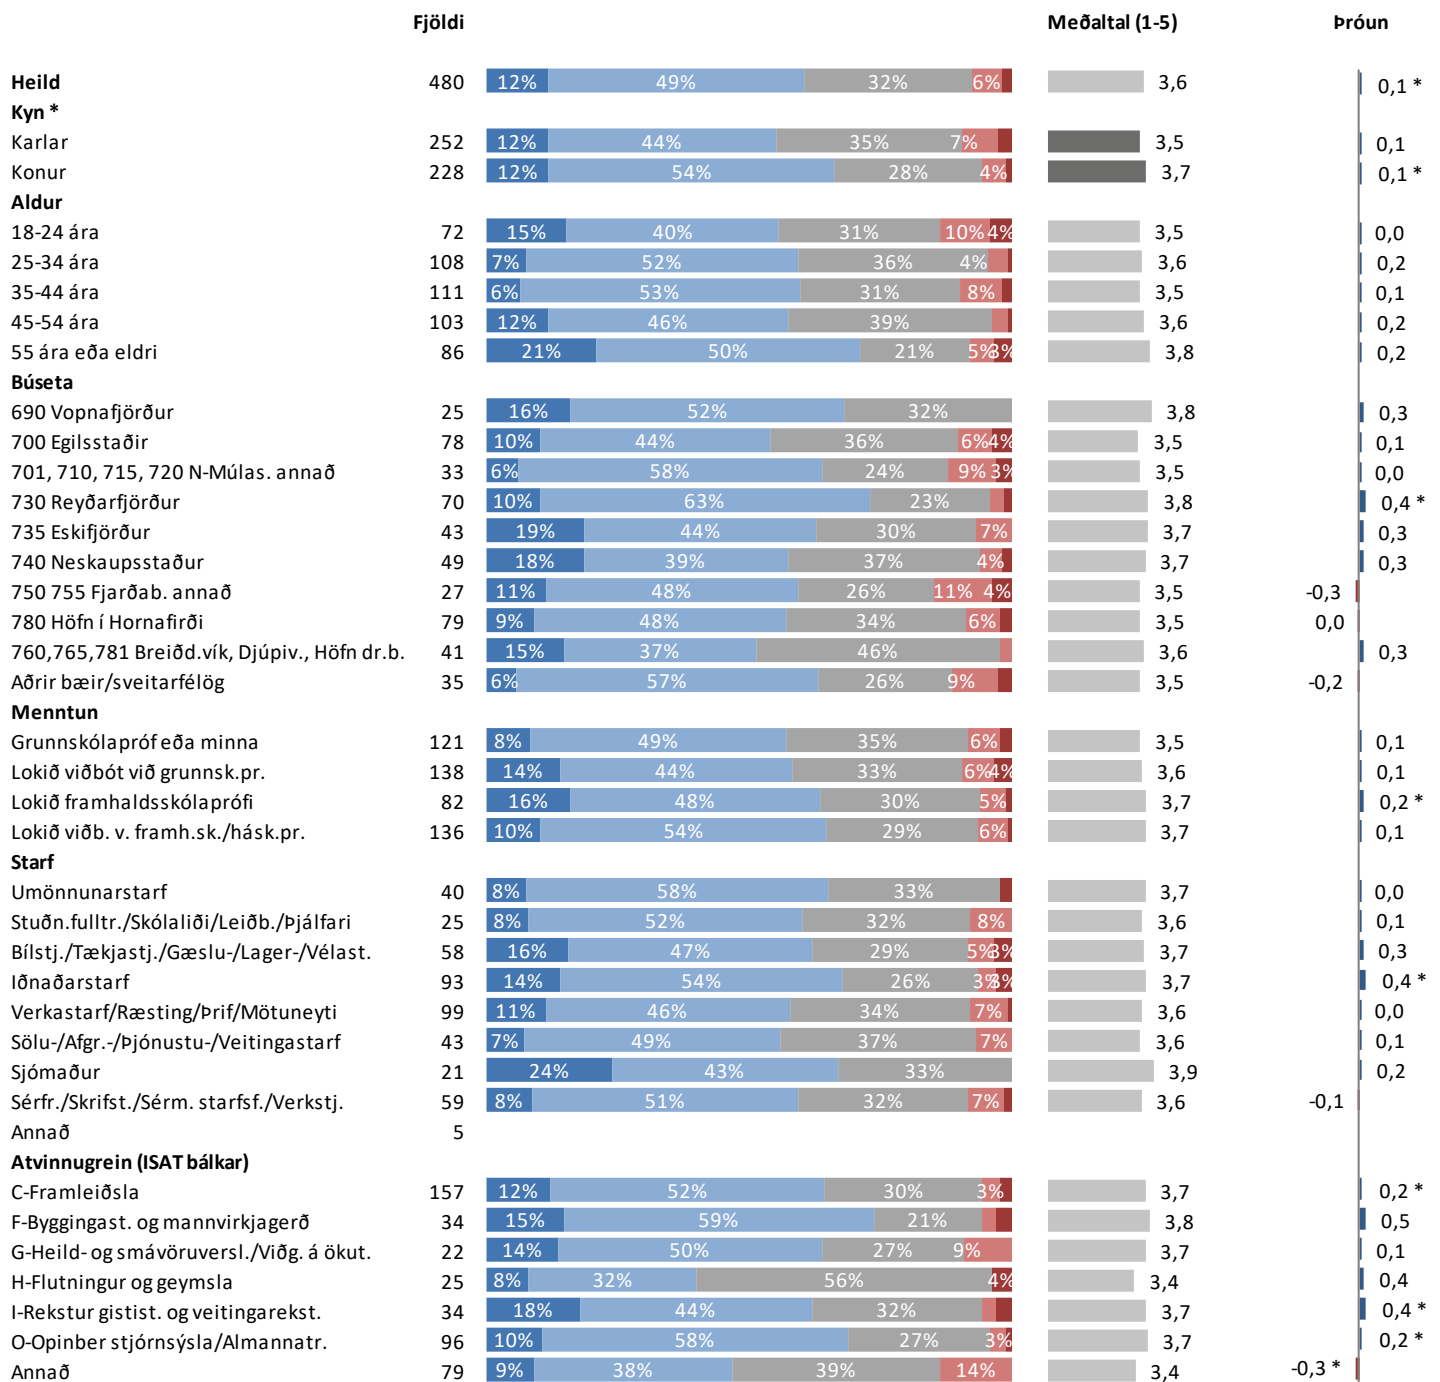 Fjöldi Meðaltal (1-5) Þróun
Heild 480 12% 49% 32% 6% 3,6 0,1 *
Kyn *
Karlar 252 12% 44% 35% 7% 3,5 0,1
Konur 228 12% 54% 28% 4% 3,7 0,1 *
Aldur
18-24 ára 72 15% 40% 31% 10% 4% 3,5 0,0
25-34 ára 108 7% 52% 36% 4% 3,6 0,2
35-44 ára 111 6% 53% 31% 8% 3,5 0,1
45-54 ára 103 12% 46% 39% 3,6 0,2
55 ára eða eldri 86 21% 50% 21% 5% 3% 3,8 0,2
Búseta
690 Vopnafjörður 25 16% 52% 32% 3,8 0,3
700 Egilsstaðir 78 10% 44% 36% 6% 4% 3,5 0,1
701, 710, 715, 720 N-Múlas. annað 33 6% 58% 24% 9% 3% 3,5 0,0
730 Reyðarfjörður 70 10% 63% 23% 3,8 0,4 *
735 Eskifjörður 43 19% 44% 30% 7% 3,7 0,3
740 Neskaupsstaður 49 18% 39% 37% 4% 3,7 0,3
750 755 Fjarðab. annað 27 11% 48% 26% 11% 4% 3,5 -0,3
780 Höfn í Hornafirði 79 9% 48% 34% 6% 3,5 0,0
760,765,781 Breiðd.vík, Djúpiv., Höfn dr.b. 41 15% 37% 46% 3,6 0,3
Aðrir bæir/sveitarfélög 35 6% 57% 26% 9% 3,5 -0,2
Menntun
Grunnskólapróf eða minna 121 8% 49% 35% 6% 3,5 0,1
Lokið viðbót við grunnsk.pr. 138 14% 44% 33% 6% 4% 3,6 0,1
Lokið framhaldsskólaprófi 82 16% 48% 30% 5% 3,7 0,2 *
Lokið viðb. v. framh.sk./hásk.pr. 136 10% 54% 29% 6% 3,7 0,1
Starf
Umönnunarstarf 40 8% 58% 33% 3,7 0,0
Stuðn.fulltr./Skólaliði/Leiðb./Þjálfari 25 8% 52% 32% 8% 3,6 0,1
Bílstj./Tækjastj./Gæslu-/Lager-/Vélast. 58 16% 47% 29% 5% 3% 3,7 0,3
Iðnaðarstarf 93 14% 54% 26% 3% 3% 3,7 0,4 *
Verkastarf/Ræsting/Þrif/Mötuneyti 99 11% 46% 34% 7% 3,6 0,0
Sölu-/Afgr.-/Þjónustu-/Veitingastarf 43 7% 49% 37% 7% 3,6 0,1
Sjómaður 21 24% 43% 33% 3,9 0,2
Sérfr./Skrifst./Sérm. starfsf./Verkstj. 59 8% 51% 32% 7% 3,6 -0,1
Annað 5
Atvinnugrein (ISAT bálkar)
C-Framleiðsla 157 12% 52% 30% 3% 3,7 0,2 *
F-Byggingast. og mannvirkjagerð 34 15% 59% 21% 3,8 0,5
G-Heild- og smávöruversl./Viðg. á ökut. 22 14% 50% 27% 9% 3,7 0,1
H-Flutningur og geymsla 25 8% 32% 56% 4% 3,4 0,4
I-Rekstur gistist. og veitingarekst. 34 18% 44% 32% 3,7 0,4 *
O-Opinber stjórnsýsla/Almannatr. 96 10% 58% 27% 3% 3,7 0,2 *
Annað 79 9% 38% 39% 14% 3,4 -0,3 *